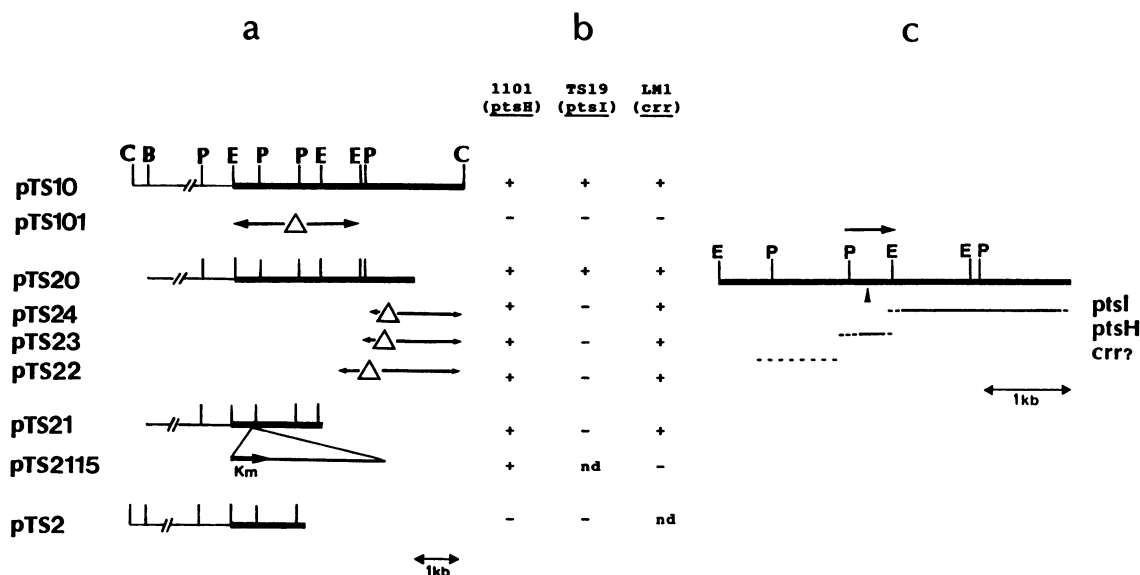 a b c
1101 TS19 LM1
(ptsH) (ptsI) (crr)
C B P E P P E E P C
pTS10 + + +
pTS101 △ - - -
pTS20 + + +
pTS24 △ + - +
pTS23 △ + - +
pTS22 △ + - +
pTS21 + - +
pTS2115 Km + nd -
pTS2 - - nd
1kb
E P P E E P
ptsI
ptsH
crr?
1kb